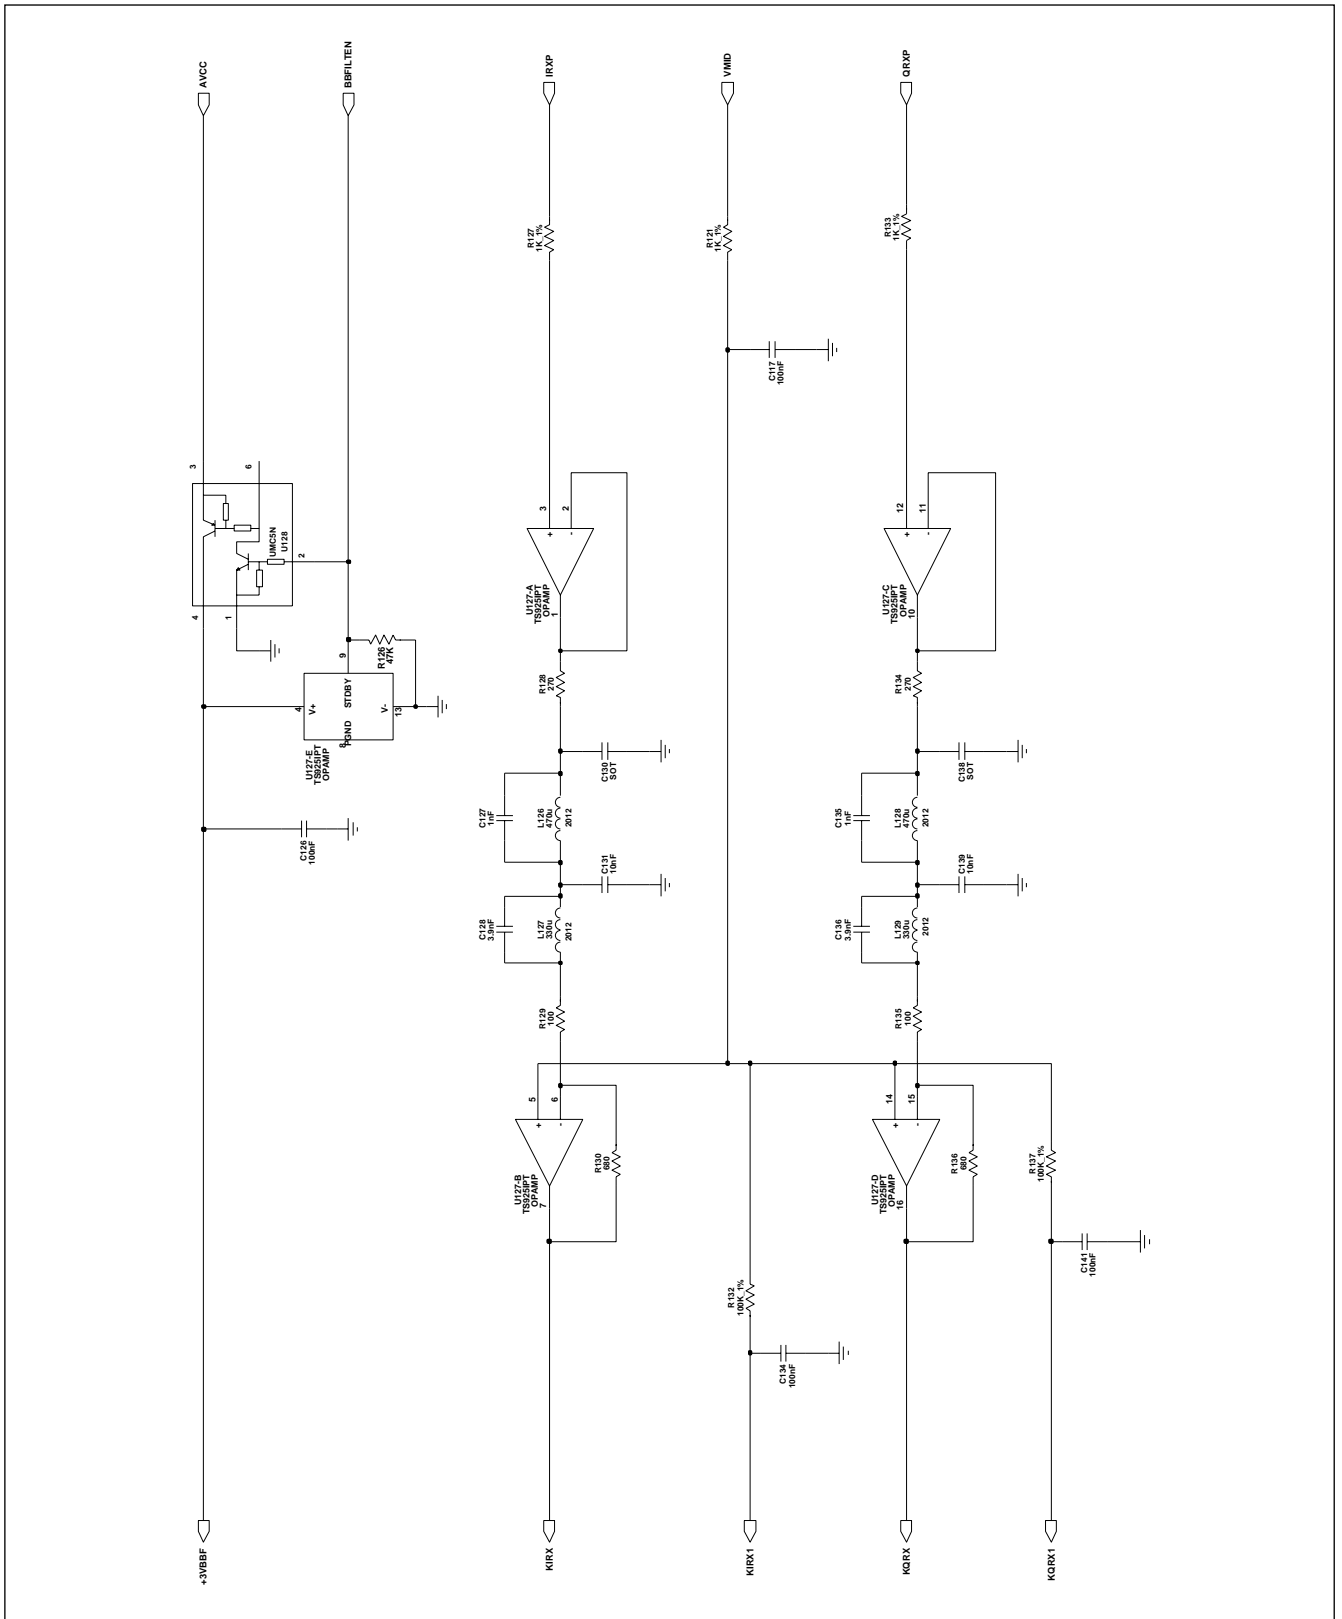 AVCC
BBFILTEN
IRXP
VMID
QRXP
R127
1K_1%
R121
1K_1%
R133
1K_1%
C117
100nF
3
6
UMC5N
U128
2
4
1
3
2
+
-
U127-A
TS925IPT
OPAMP
1
12
11
+
-
U127-C
TS925IPT
OPAMP
10
9
R126
47K
4
V+
STDBY
PGND
8
V-
13
U127-E
TS925IPT
OPAMP
R128
270
R134
270
C130
SOT
C138
SOT
C127
1nF
L126
470u
2012
C135
1nF
L128
470u
2012
C126
100nF
C131
10nF
C139
10nF
C128
3.9nF
L127
330u
2012
C136
3.9nF
L129
330u
2012
R129
100
R135
100
5
6
+
-
U127-B
TS925IPT
OPAMP
7
R130
680
14
15
+
-
U127-D
TS925IPT
OPAMP
16
R136
680
R137
100K_1%
C141
100nF
R132
100K_1%
C134
100nF
+3VBBF
KIRX
KIRX1
KQRX
KQRX1